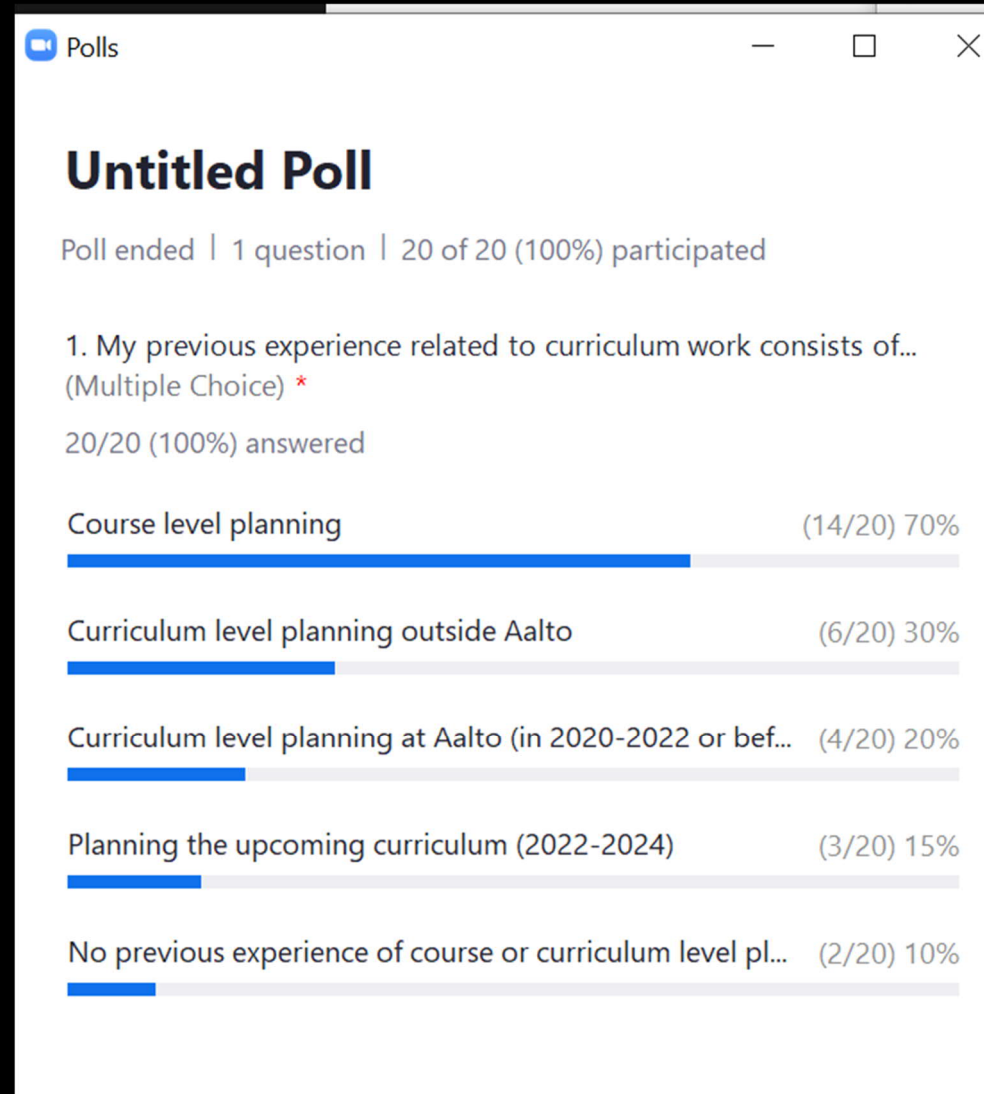 Polls
Untitled Poll
Poll ended | 1 question | 20 of 20 (100%) participated
1. My previous experience related to curriculum work consists of...
(Multiple Choice) *
20/20 (100%) answered
Course level planning (14/20) 70%
Curriculum level planning outside Aalto (6/20) 30%
Curriculum level planning at Aalto (in 2020-2022 or bef... (4/20) 20%
Planning the upcoming curriculum (2022-2024) (3/20) 15%
No previous experience of course or curriculum level pl... (2/20) 10%